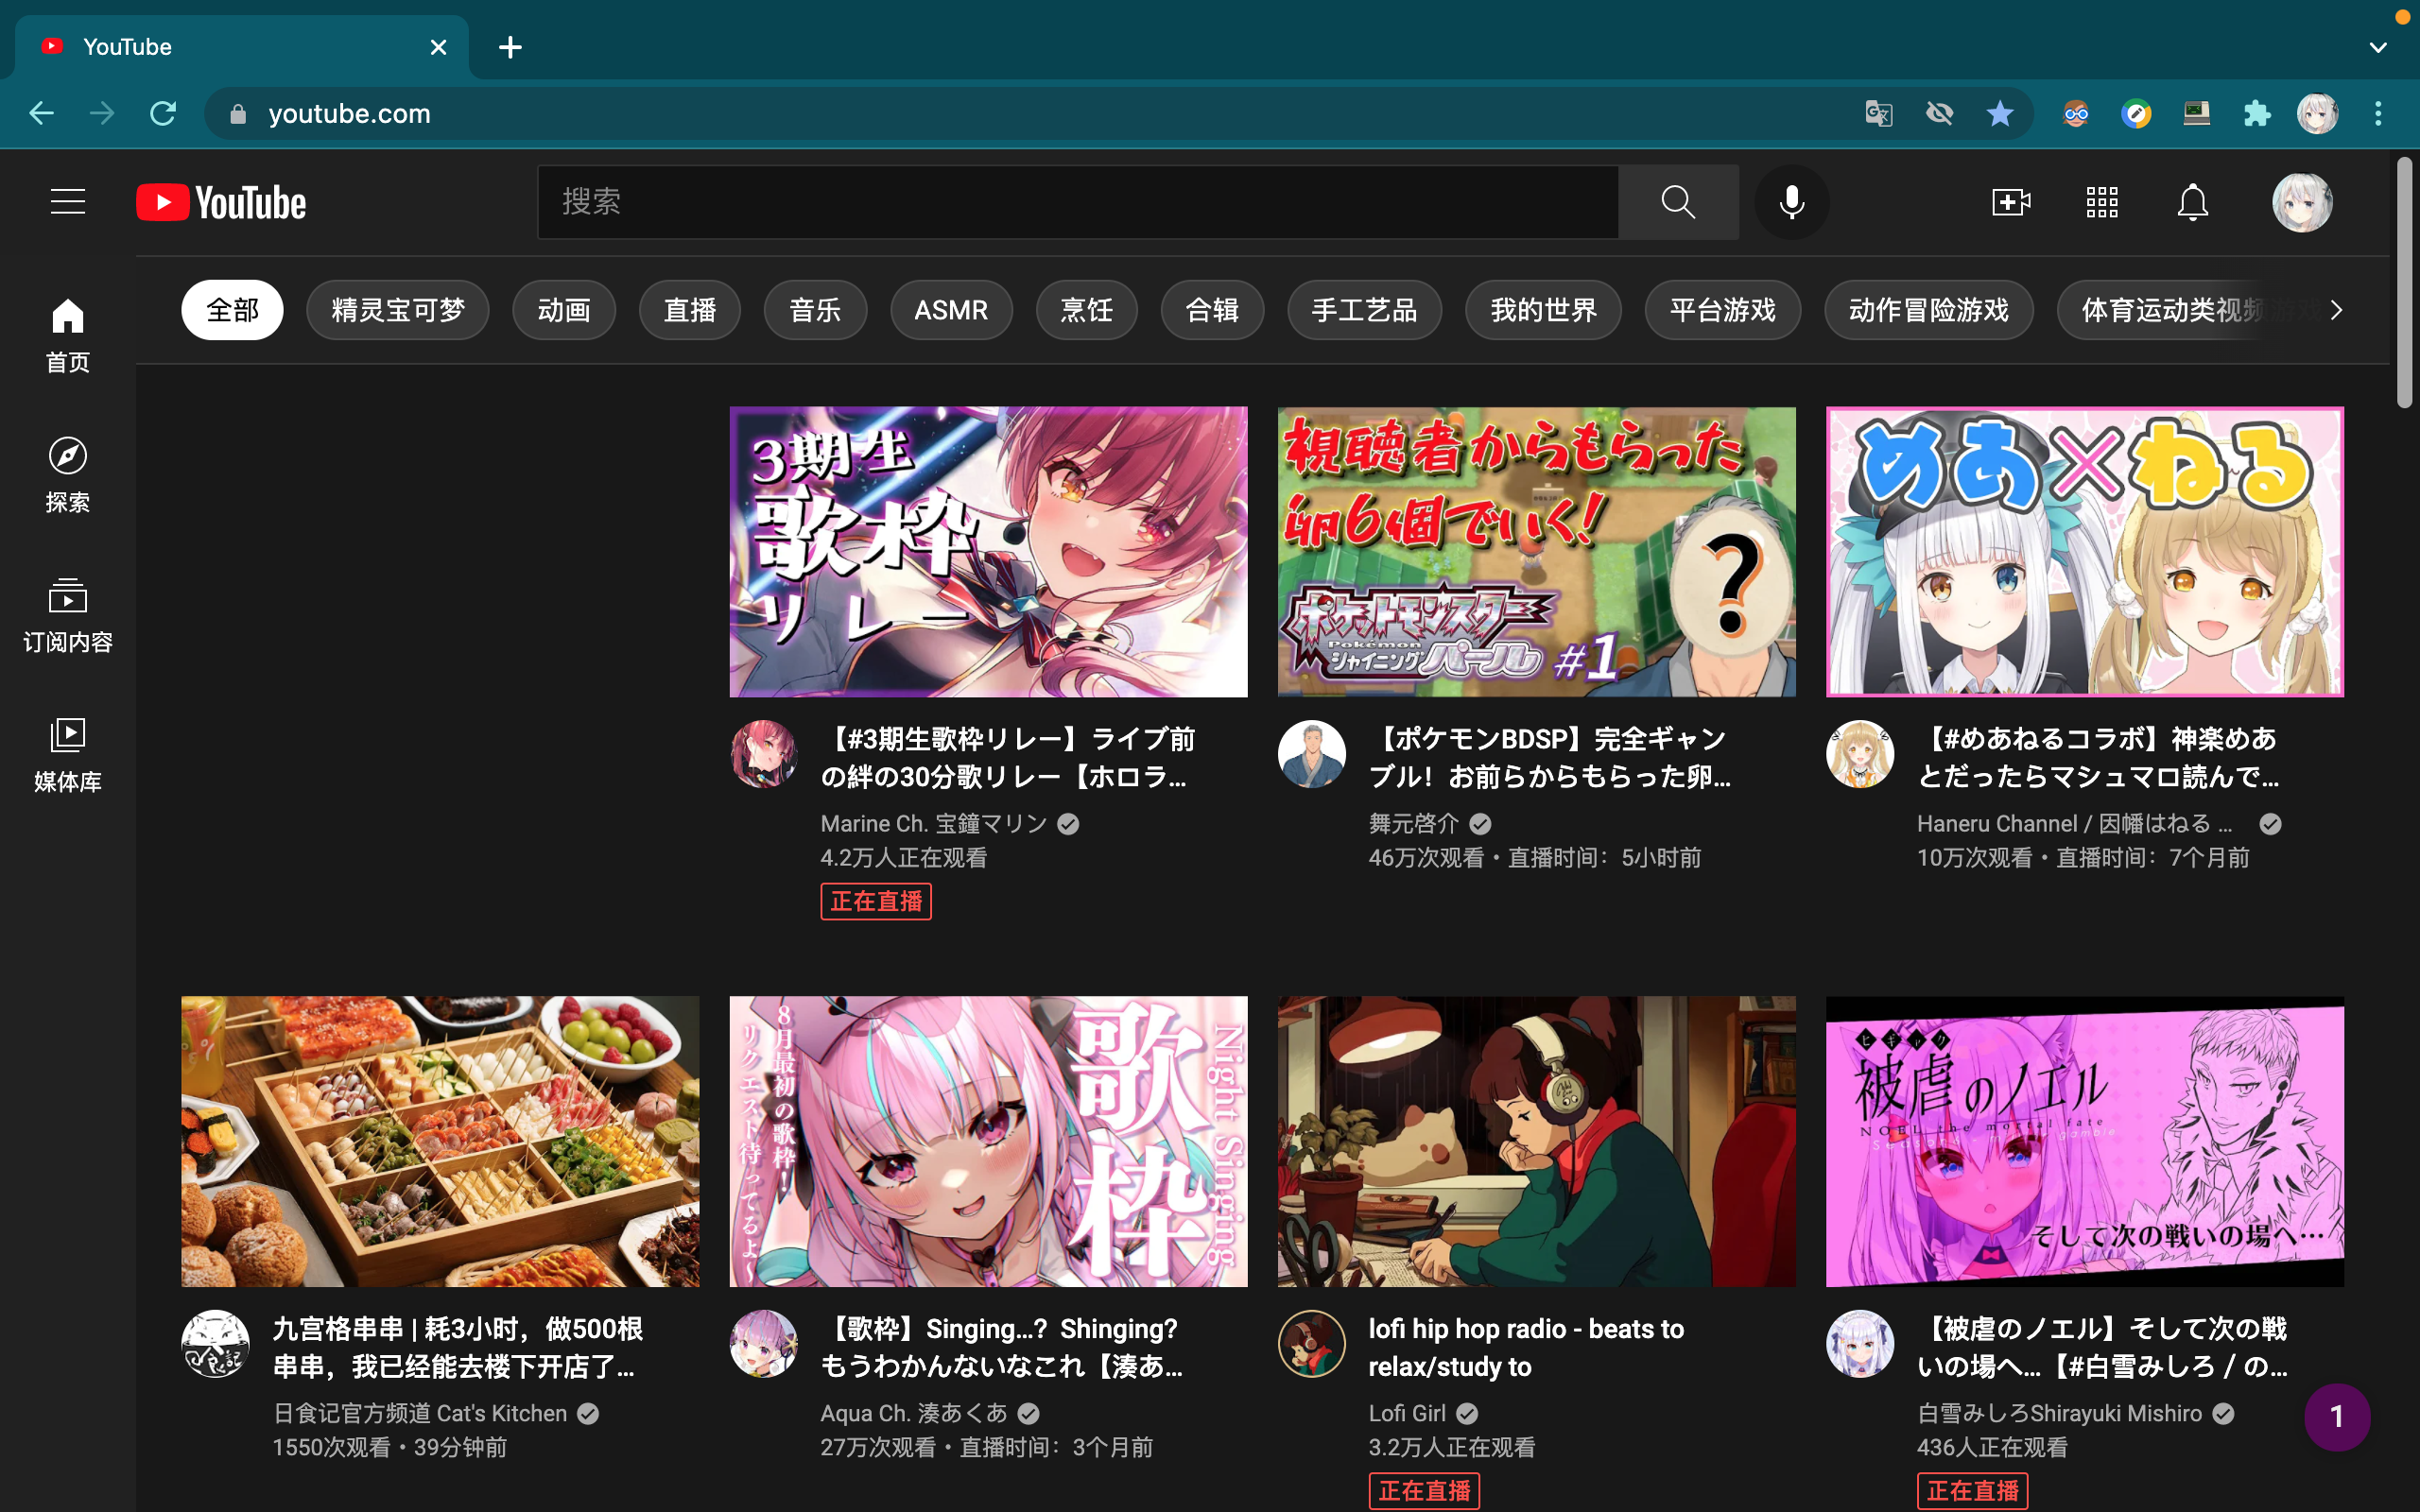 YouTube
youtube.com
YouTube
搜索
全部
精灵宝可梦
动画
直播
音乐
ASMR
烹饪
合辑
手工艺品
我的世界
平台游戏
动作冒险游戏
体育运动类视频游戏
首页
探索
订阅内容
媒体库
3期生
歌枠
リレー
【#3期生歌枠リレー】ライブ前
の絆の30分歌リレー【ホロラ...
Marine Ch. 宝鐘マリン
4.2万人正在观看
正在直播
視聴者からもらった
卵6個でいく!
?
ポケットモンスター
Pokémon
シャイニングパール #1
【ポケモンBDSP】完全ギャン
ブル！お前らからもらった卵...
舞元啓介
46万次观看・直播时间：5小时前
めあ×ねる
【#めあねるコラボ】神楽めあ
とだったらマシュマロ読んで...
Haneru Channel / 因幡はねる ...
10万次观看・直播时间：7个月前
九宫格串串 | 耗3小时，做500根
串串，我已经能去楼下开店了...
日食记官方频道 Cat's Kitchen
1550次观看・39分钟前
8月最初の歌枠！
リクエスト待ってるよ〜
歌枠
Night Singing
【歌枠】Singing...？Shinging?
もうわかんないなこれ【湊あ...
Aqua Ch. 湊あくあ
27万次观看・直播时间：3个月前
lofi hip hop radio - beats to
relax/study to
Lofi Girl
3.2万人正在观看
正在直播
ヒギャク
被虐のノエル
NOEL the mortal fate
そして次の戦いの場へ…
【被虐のノエル】そして次の戦
いの場へ...【#白雪みしろ / の...
白雪みしろShirayuki Mishiro
436人正在观看
正在直播
1